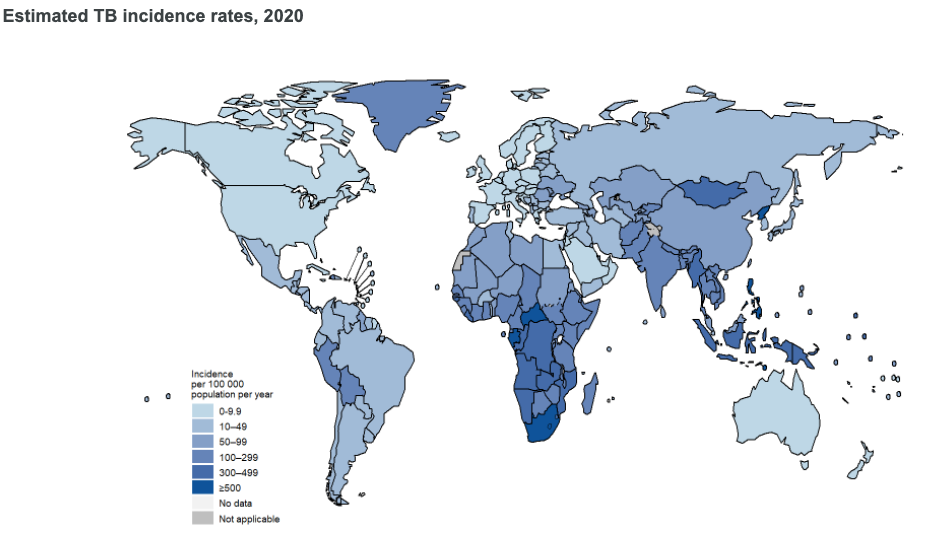 Estimated TB incidence rates, 2020
Incidence
per 100 000
population per year
0-9.9
10–49
50–99
100–299
300–499
≥500
No data
Not applicable